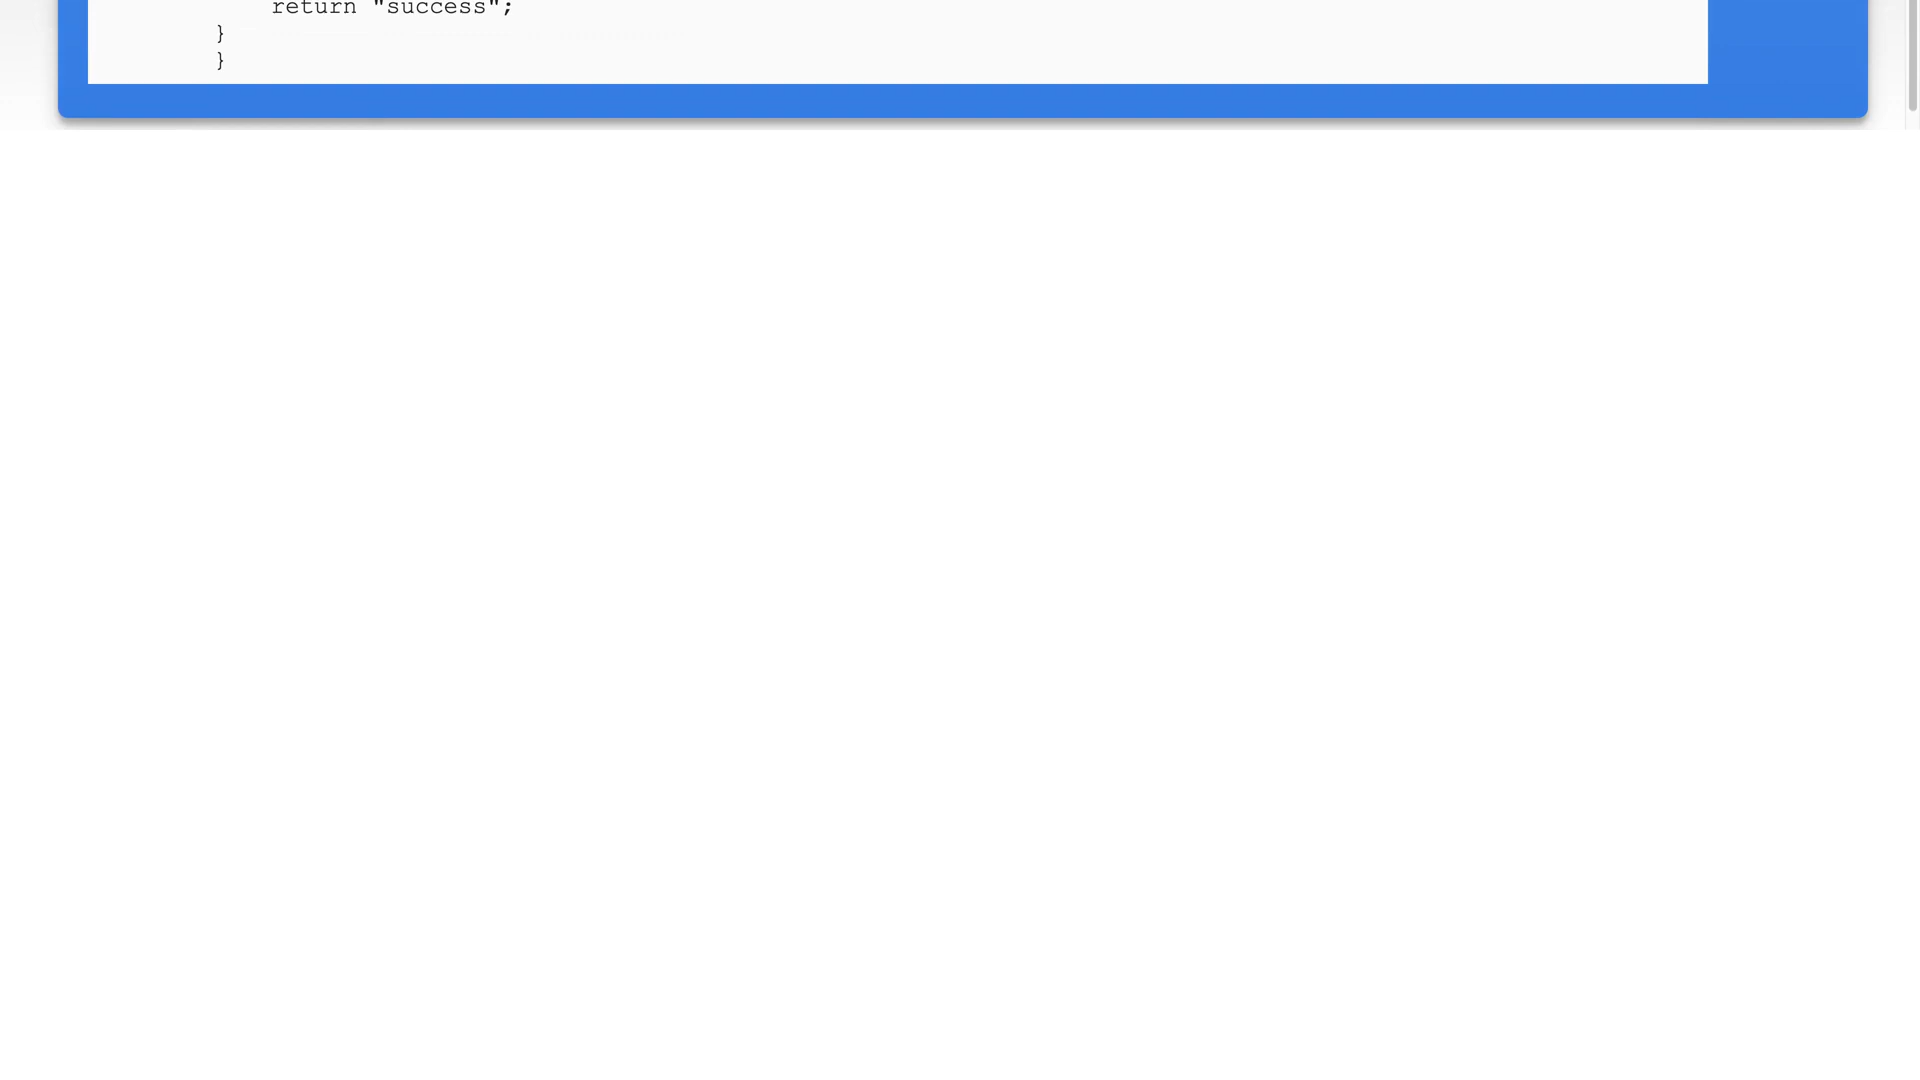 return "success";
}
}